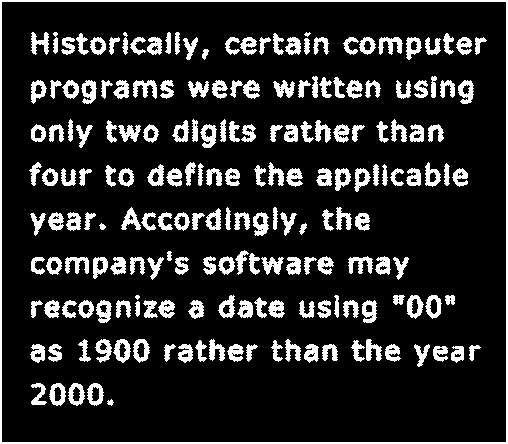 Historically, certain computer
programs were written using
only two digits rather than
four to define the applicable
year. Accordingly, the
company's software may
recognize a date using "00"
as 1900 rather than the year
2000.